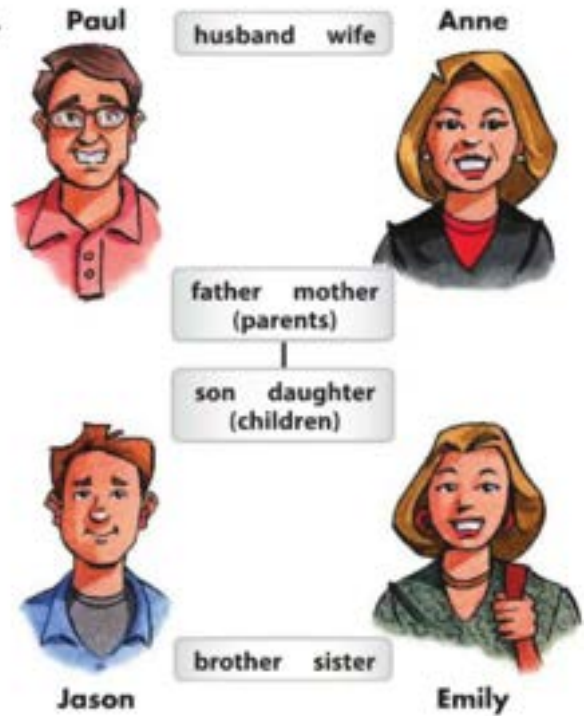 Paul
husband wife
Anne
father mother
(parents)
son daughter
(children)
brother sister
Jason
Emily